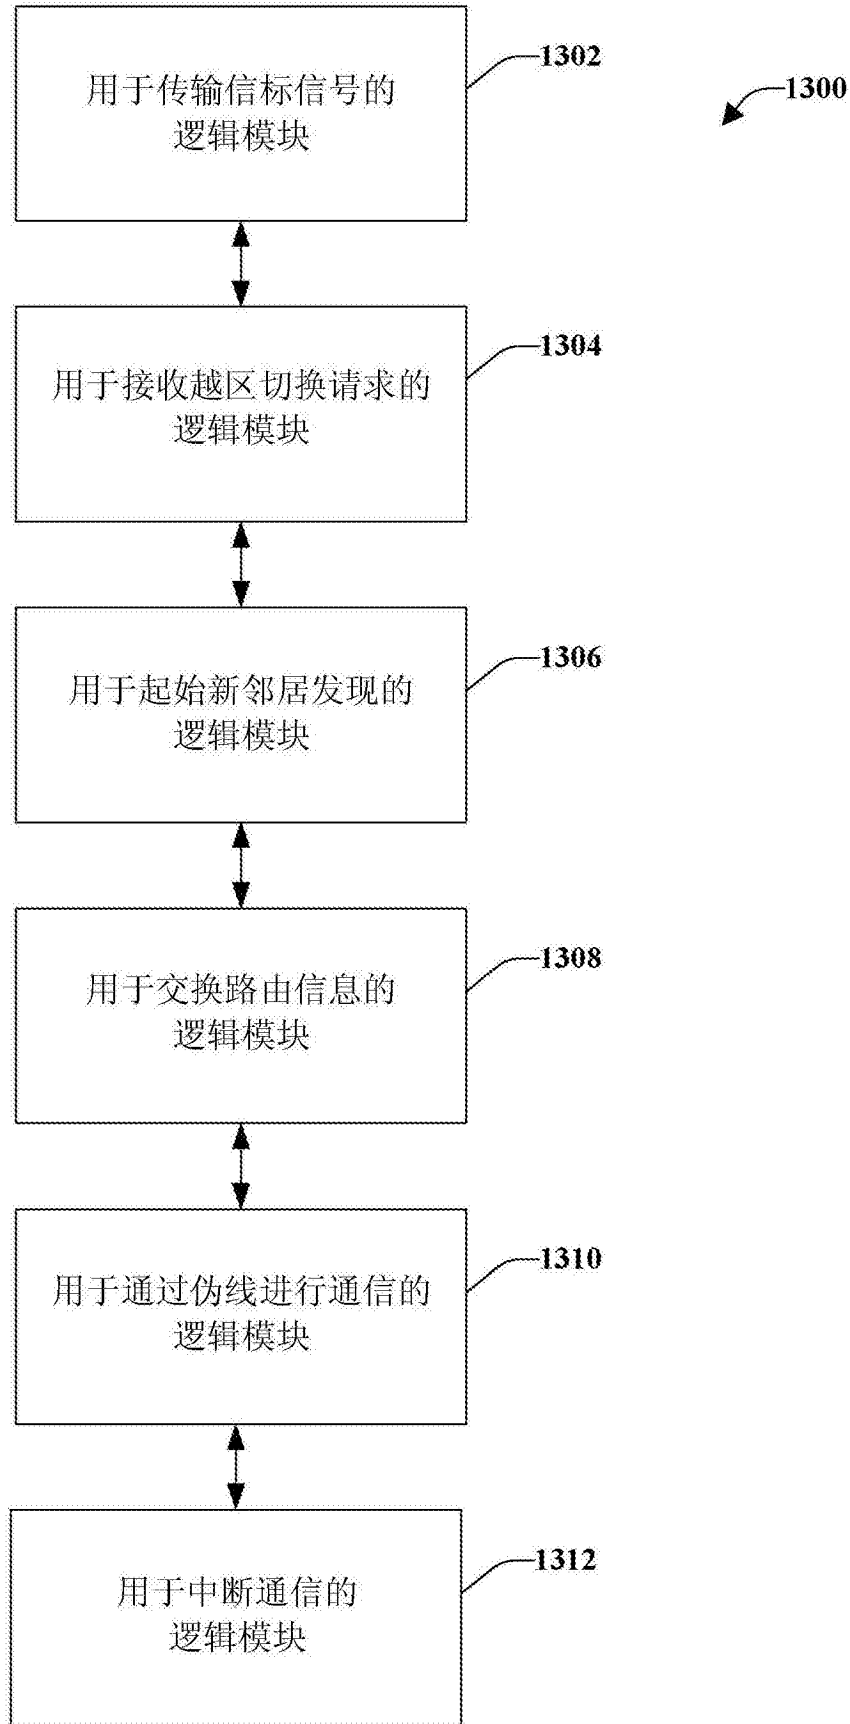 用于传输信标信号的
逻辑模块
1302
1300
用于接收越区切换请求的
逻辑模块
1304
用于起始新邻居发现的
逻辑模块
1306
用于交换路由信息的
逻辑模块
1308
用于通过伪线进行通信的
逻辑模块
1310
用于中断通信的
逻辑模块
1312